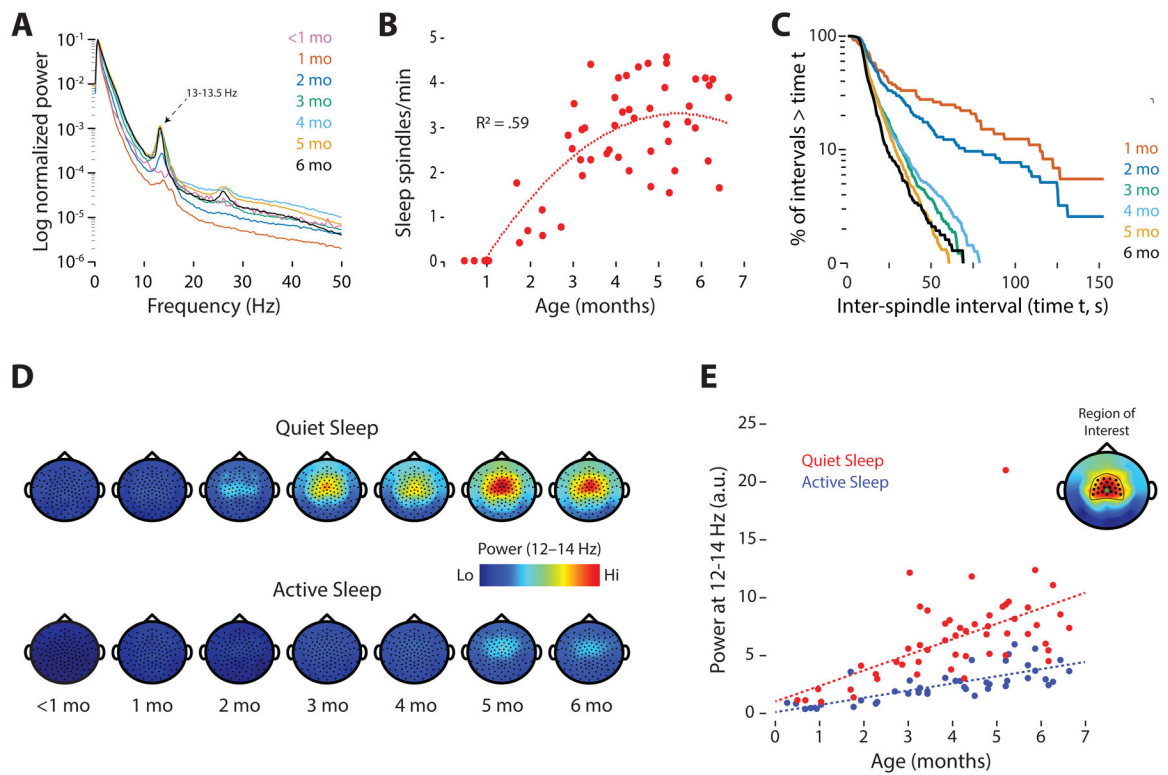 A
10-1
10-2
10-3
10-4
10-5
10-6
Log normalized power
13-13.5 Hz
<1 mo
1 mo
2 mo
3 mo
4 mo
5 mo
6 mo
0
10
20
30
40
50
Frequency (Hz)
B
5
4
3
2
1
0
Sleep spindles/min
R² = .59
1
2
3
4
5
6
7
Age (months)
C
100
10
0
% of intervals > time t
1 mo
2 mo
3 mo
4 mo
5 mo
6 mo
0
50
100
150
Inter-spindle interval (time t, s)
D
Quiet Sleep
Power (12–14 Hz)
Lo
Hi
Active Sleep
<1 mo
1 mo
2 mo
3 mo
4 mo
5 mo
6 mo
E
25
20
15
10
5
0
Power at 12-14 Hz (a.u.)
Quiet Sleep
Active Sleep
Region of
Interest
0
1
2
3
4
5
6
7
Age (months)